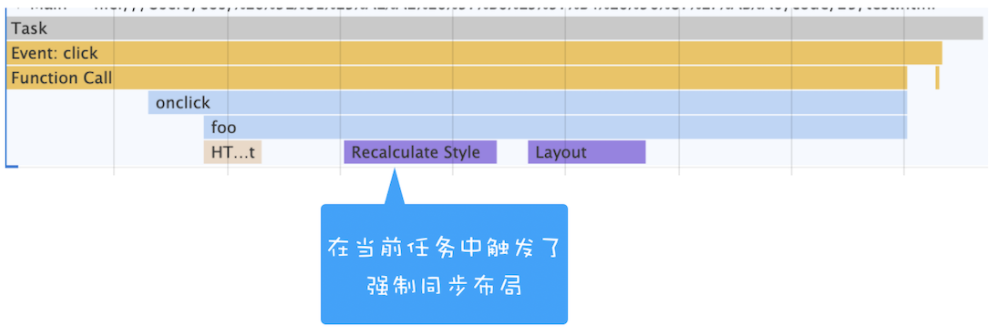 Task
Event: click
Function Call
onclick
foo
HT...t
Recalculate Style
Layout
在当前任务中触发了
强制同步布局